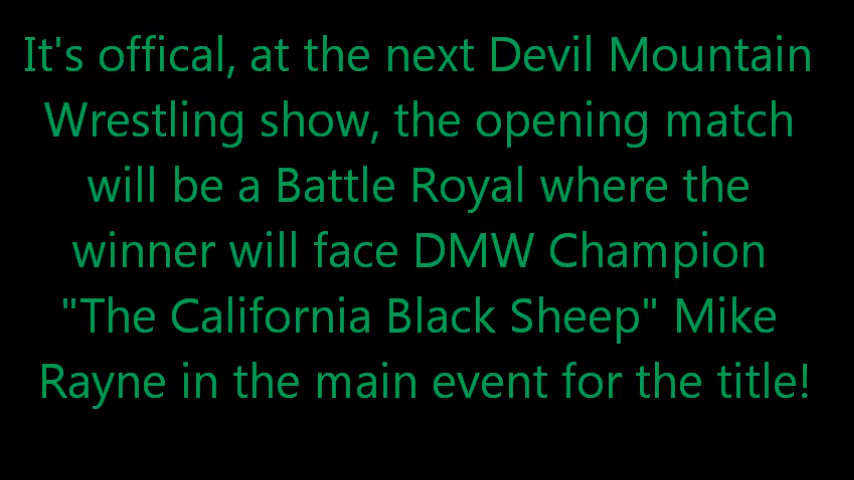 It's offical, at the next Devil Mountain
Wrestling show, the opening match
will be a Battle Royal where the
winner will face DMW Champion
"The California Black Sheep" Mike
Rayne in the main event for the title!